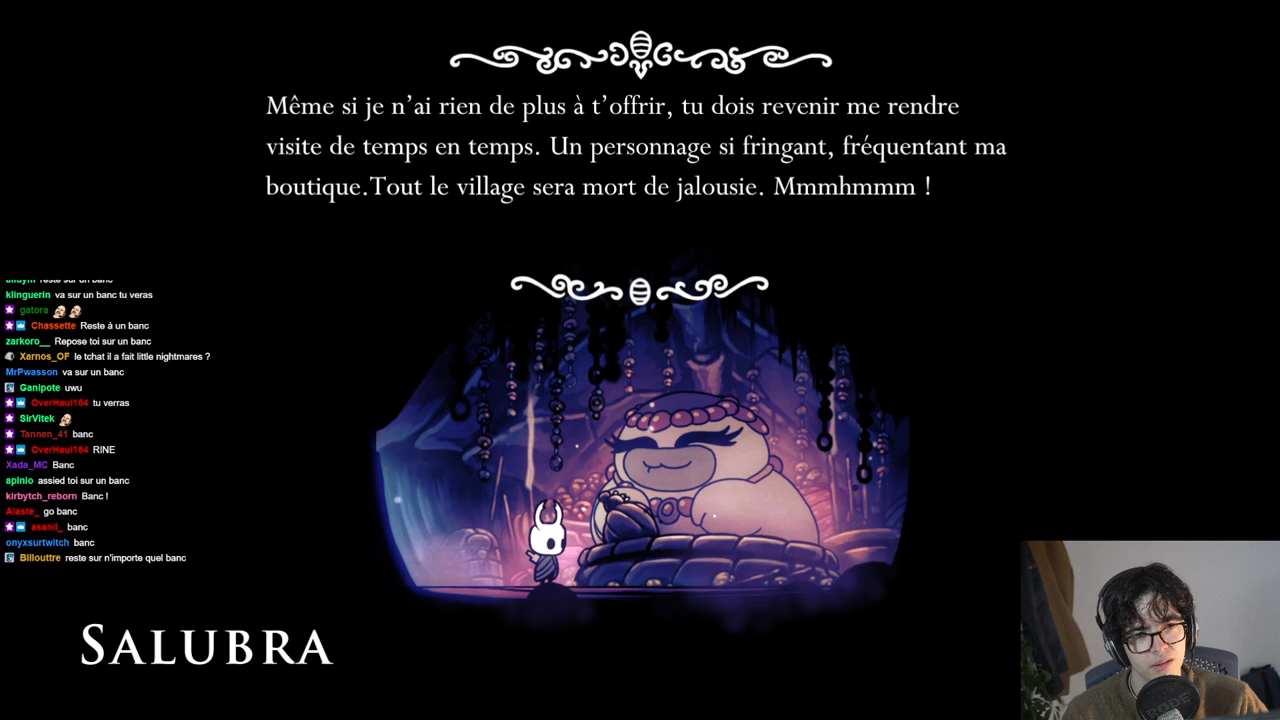 Même si je n’ai rien de plus à t’offrir, tu dois revenir me rendre
visite de temps en temps. Un personnage si fringant, fréquentant ma
boutique.Tout le village sera mort de jalousie. Mmmhmmm !
reste sur un banc
klinguerin va sur un banc tu veras
gatora
Chassette Reste à un banc
zarkoro__ Repose toi sur un banc
Xarnos_OF le tchat il a fait little nightmares ?
MrPwasson va sur un banc
Ganipote uwu
OverHaul164 tu verras
SirVitek
Tannen_41 banc
OverHaul164 RINE
Xada_MC Banc
apinio assied toi sur un banc
kirbytch_reborn Banc !
Alaste_ go banc
asanil_ banc
onyxsurtwitch banc
Billouttre reste sur n'importe quel banc
SALUBRA